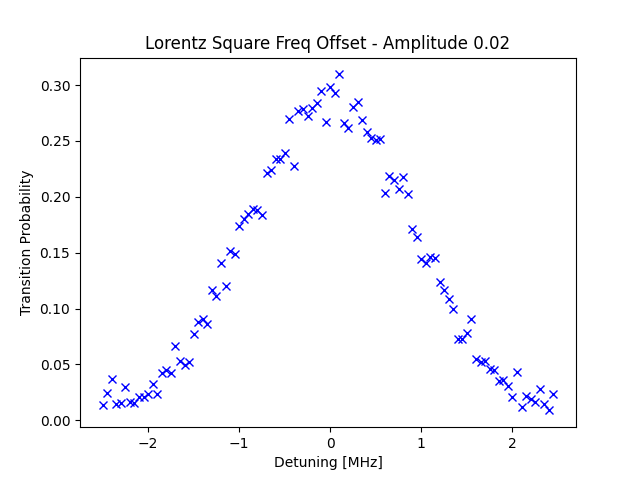 Lorentz Square Freq Offset - Amplitude 0.02
0.30
0.25
0.20
0.15
0.10
0.05
0.00
Transition Probability
−2 −1 0 1 2
Detuning [MHz]